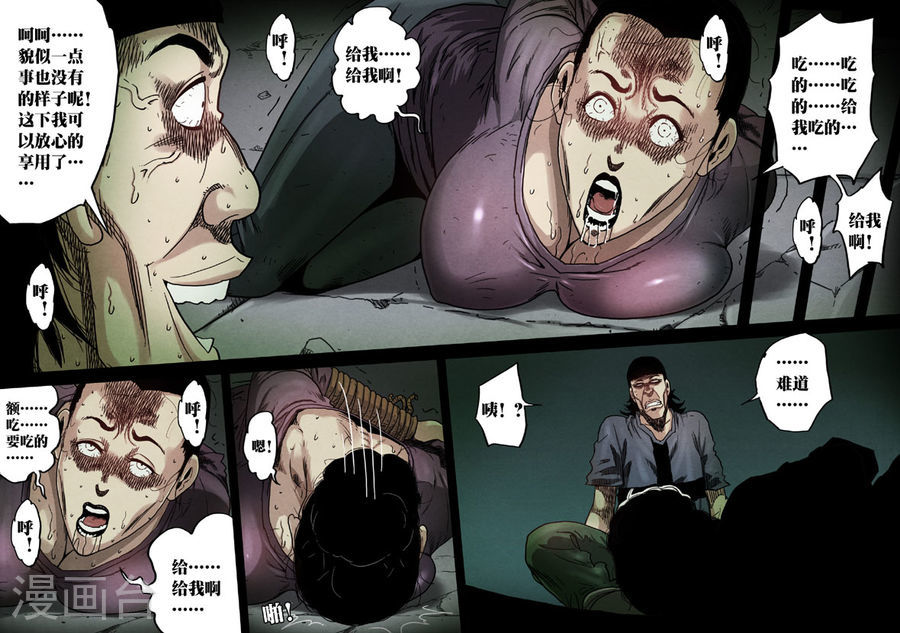 呵呵……
貌似一点
事也没有
的样子呢！
这下我可
以放心的
享用了…
……
呼！
呼！
给我……
给我啊！
呼！
吃……吃
的……吃
的……给
我吃的…
……
给我
啊！
呼！
额……
吃……
要吃的…
……
呼！
呼！
给……
给我啊
……
嗯！
啪！
咦！？
……
难道
……
漫画台